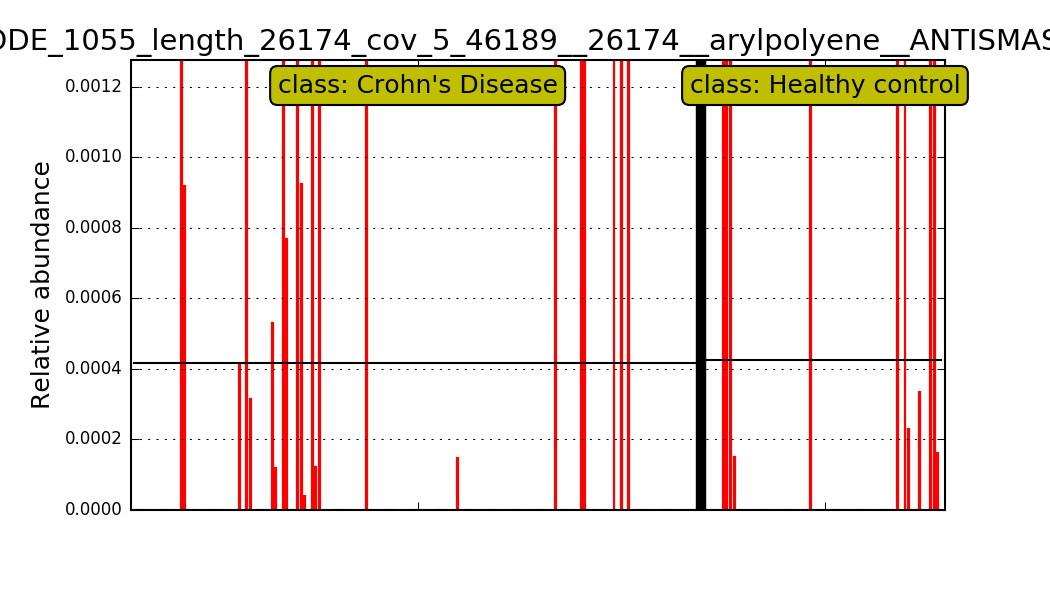 ODE_1055_length_26174_cov_5_46189__26174__arylpolyene__ANTISMAS
0.0012
class: Crohn's Disease
class: Healthy control
0.0010
0.0008
0.0006
0.0004
0.0002
0.0000
Relative abundance